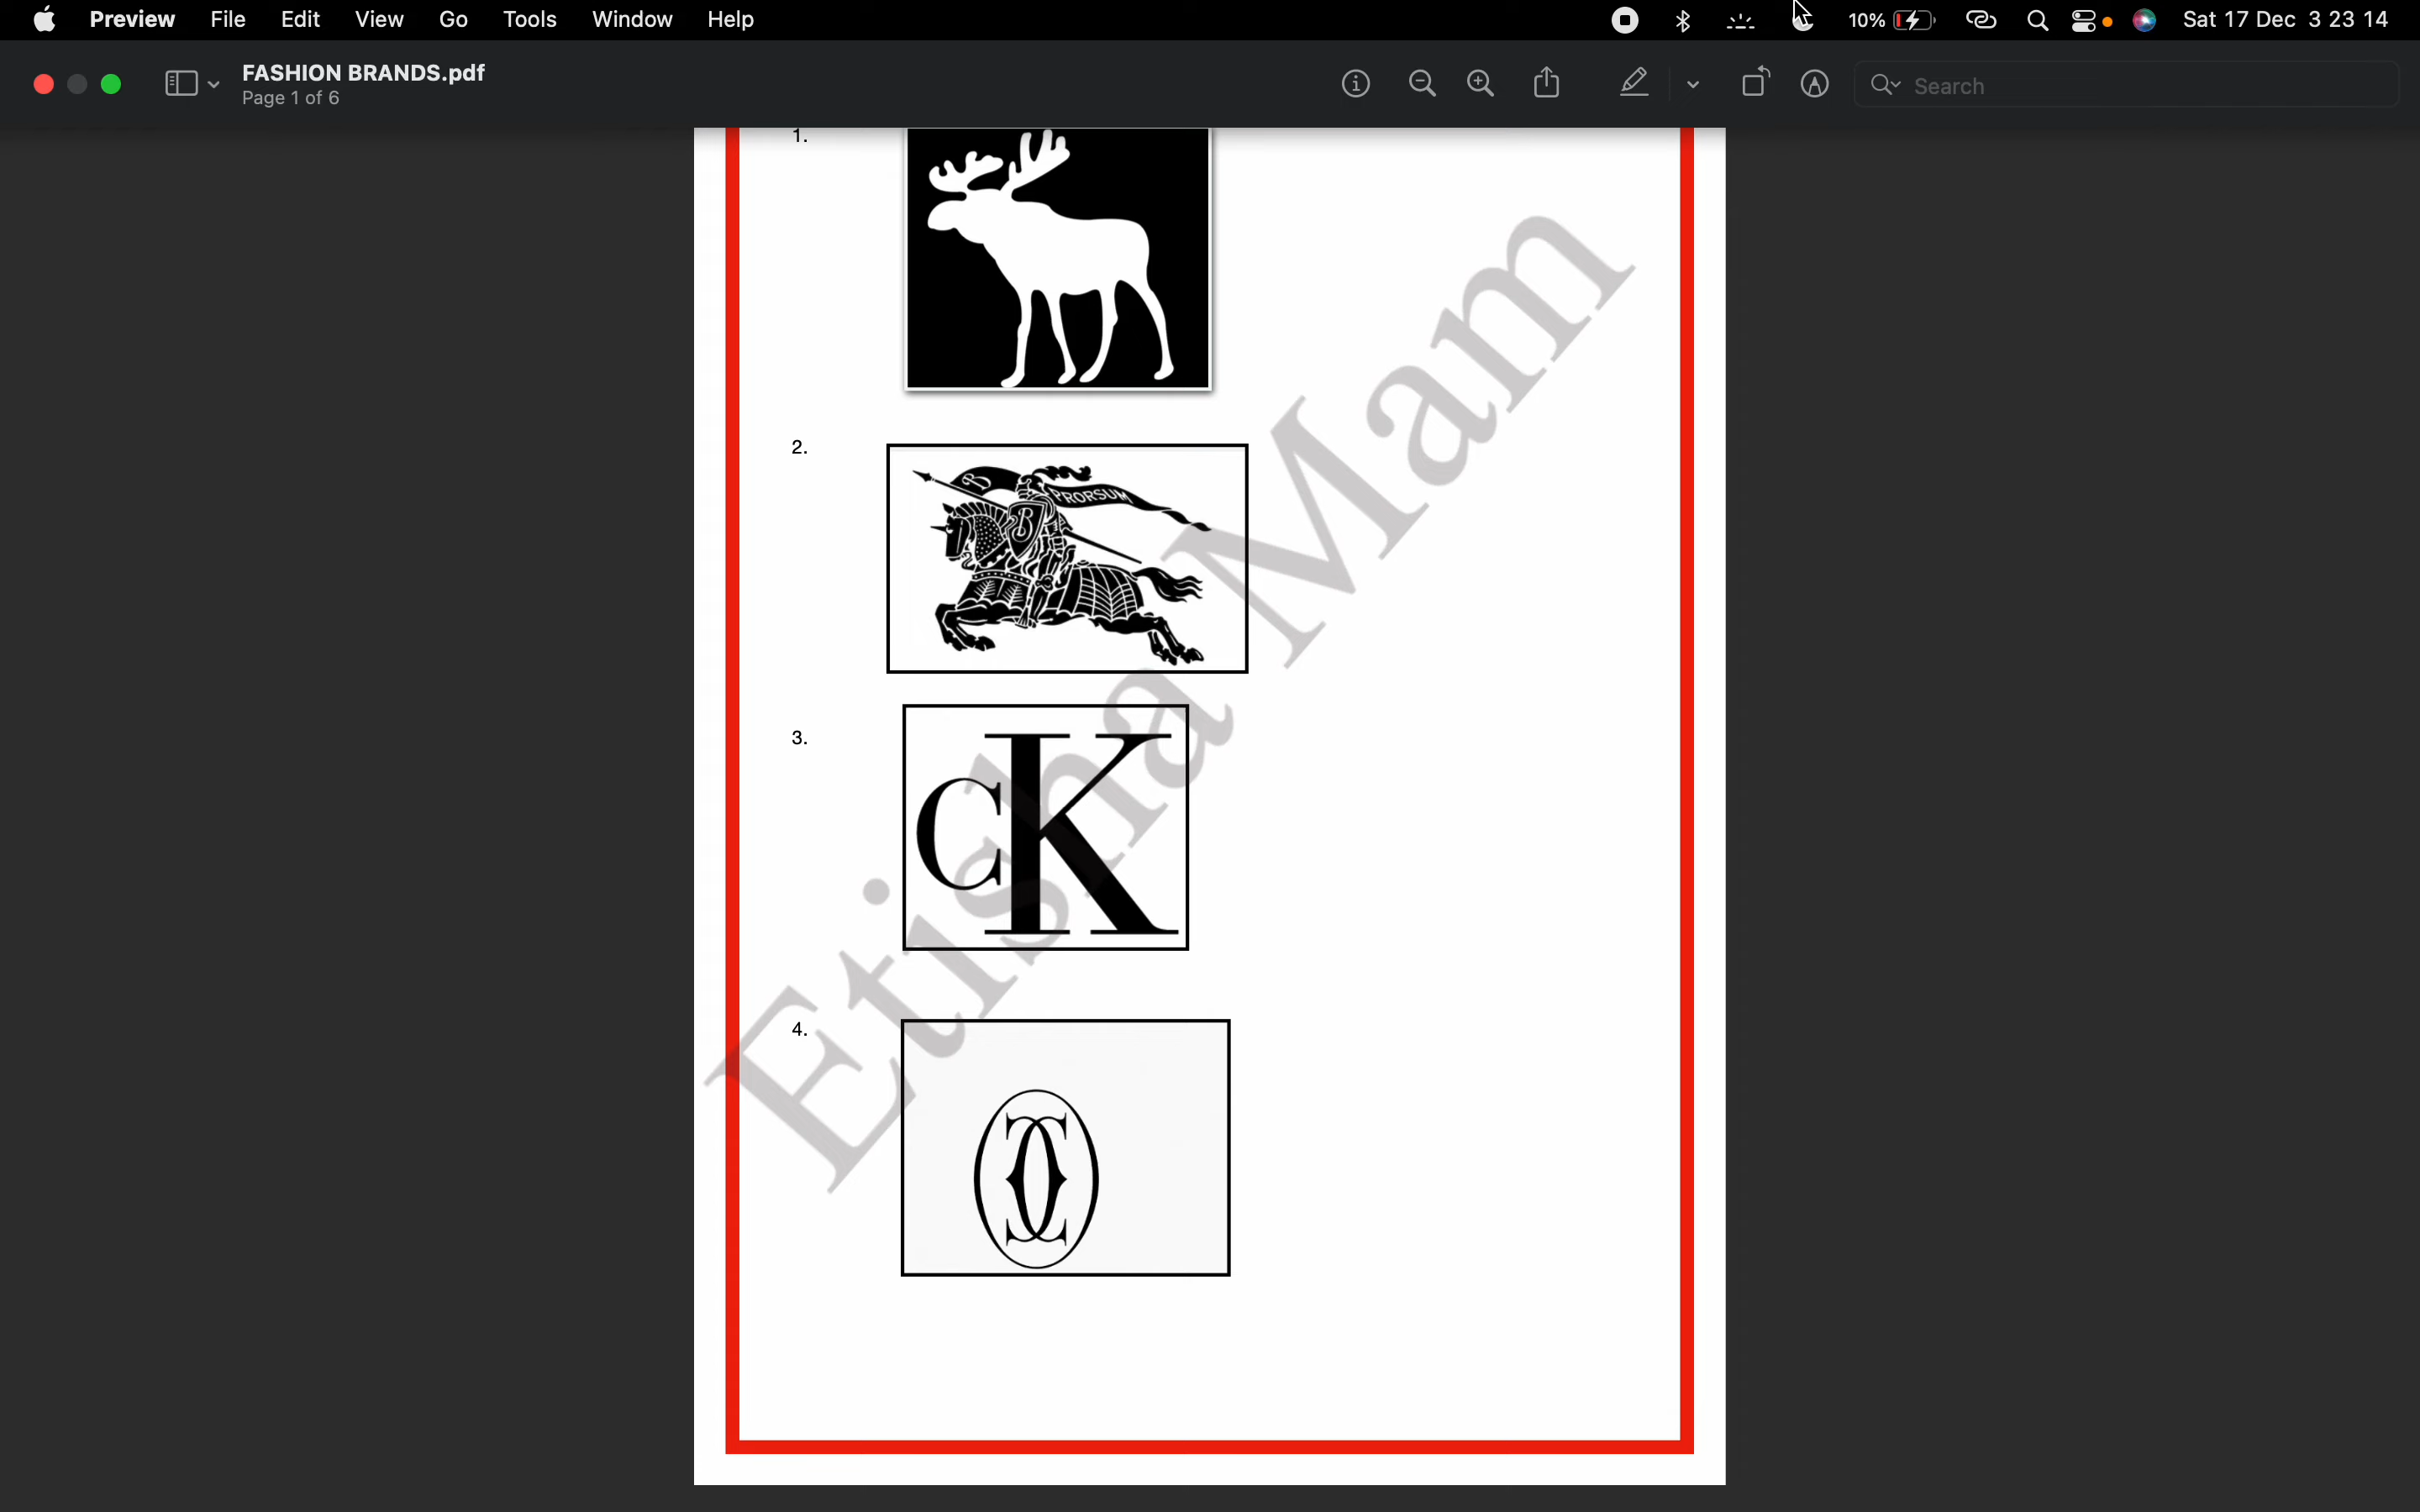 Preview File Edit View Go Tools Window Help 10% Sat 17 Dec 3 23 14
FASHION BRANDS.pdf
Page 1 of 6
Search
1.
2.
PRORSUM
B
3.
CK
4.
Etisha Mam